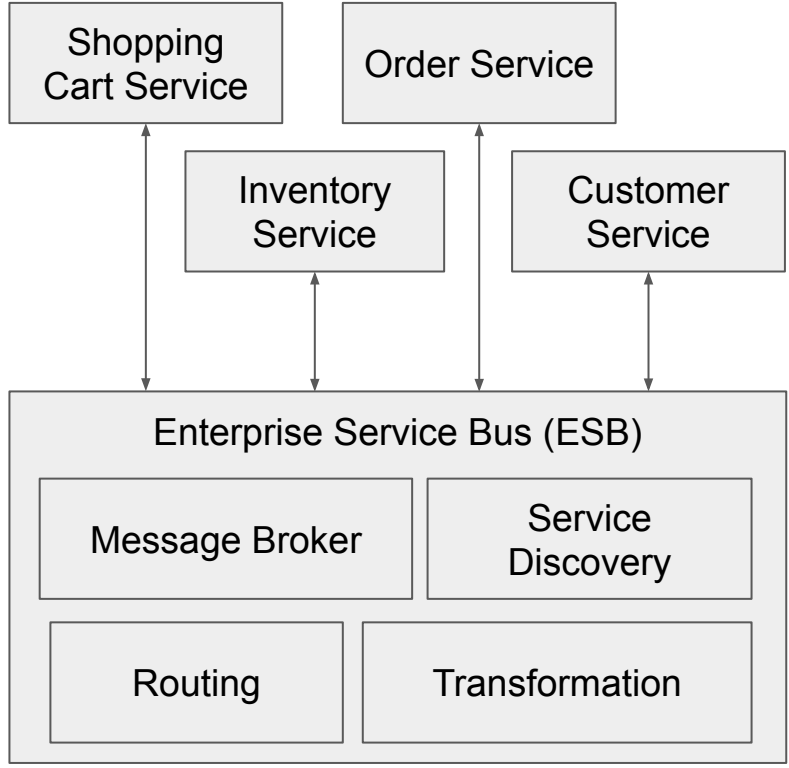 Shopping
Cart Service
Order Service
Inventory
Service
Customer
Service
Enterprise Service Bus (ESB)
Message Broker
Service
Discovery
Routing
Transformation